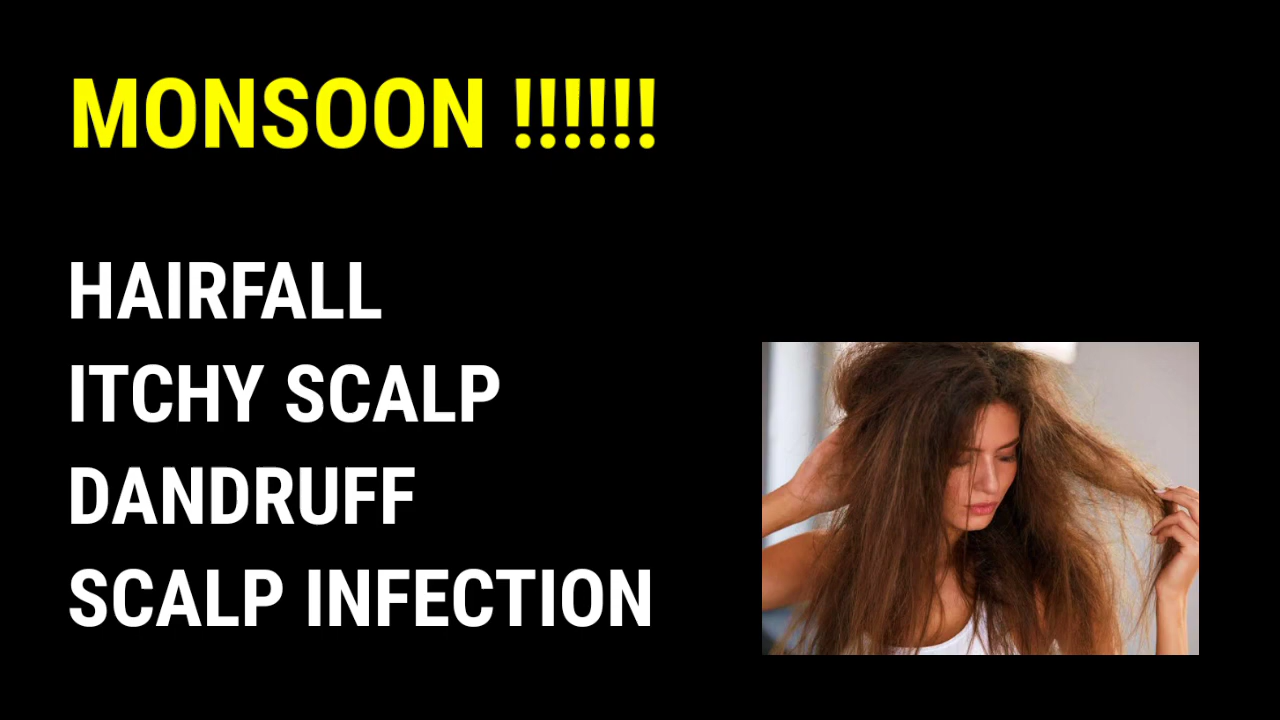 MONSOON !!!!!!
HAIRFALL
ITCHY SCALP
DANDRUFF
SCALP INFECTION